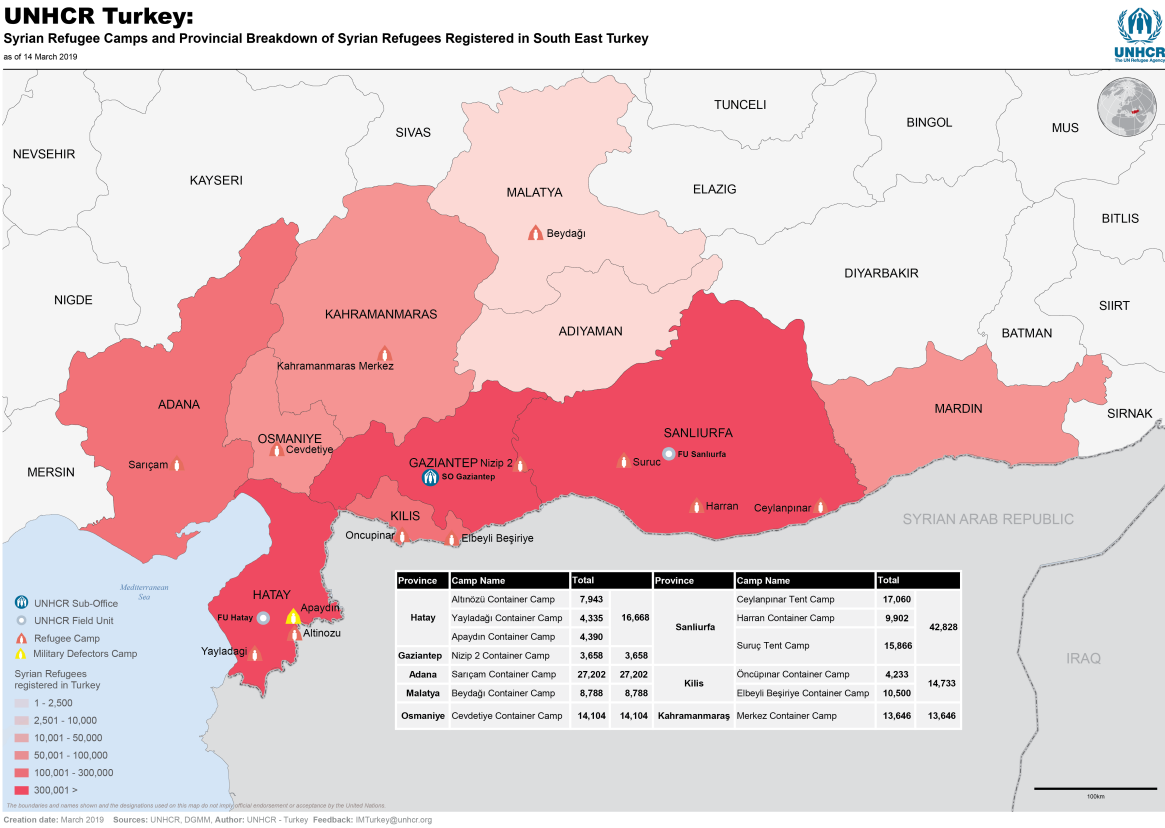 UNHCR Turkey:
Syrian Refugee Camps and Provincial Breakdown of Syrian Refugees Registered in South East Turkey
as of 14 March 2019
UNHCR
The UN Refugee Agency
TUNCELI
BINGOL
MUS
SIVAS
NEVSEHIR
KAYSERI
MALATYA
ELAZIG
BITLIS
Beydağı
DIYARBAKIR
NIGDE
SIIRT
KAHRAMANMARAS
ADIYAMAN
BATMAN
Kahramanmaras Merkez
ADANA
MARDIN
SIRNAK
OSMANIYE
Cevdetiye
SANLIURFA
MERSIN
Sarıçam
GAZIANTEP
Nizip 2
SO Gaziantep
Suruc
FU Sanlıurfa
Harran
Ceylanpınar
KILIS
SYRIAN ARAB REPUBLIC
Oncupinar
Elbeyli Beşiriye
Mediterranean
Sea
HATAY
Apaydın
FU Hatay
Altinozu
Yayladagi
IRAQ
Province Camp Name Total Province Camp Name Total
Hatay Altınözü Container Camp 7,943 16,668
Yayladağı Container Camp 4,335
Apaydın Container Camp 4,390
Gaziantep Nizip 2 Container Camp 3,658 3,658
Adana Sarıçam Container Camp 27,202 27,202
Malatya Beydağı Container Camp 8,788 8,788
Osmaniye Cevdetiye Container Camp 14,104 14,104
Sanliurfa Ceylanpınar Tent Camp 17,060 42,828
Harran Container Camp 9,902
Suruç Tent Camp 15,866
Kilis Öncüpınar Container Camp 4,233 14,733
Elbeyli Beşiriye Container Camp 10,500
Kahramanmaraş Merkez Container Camp 13,646 13,646
UNHCR Sub-Office
UNHCR Field Unit
Refugee Camp
Military Defectors Camp
Syrian Refugees
registered in Turkey
1 - 2,500
2,501 - 10,000
10,001 - 50,000
50,001 - 100,000
100,001 - 300,000
300,001 >
100km
The boundaries and names shown and the designations used on this map do not imply official endorsement or acceptance by the United Nations.
Creation date: March 2019 Sources: UNHCR, DGMM, Author: UNHCR - Turkey Feedback: IMTurkey@unhcr.org